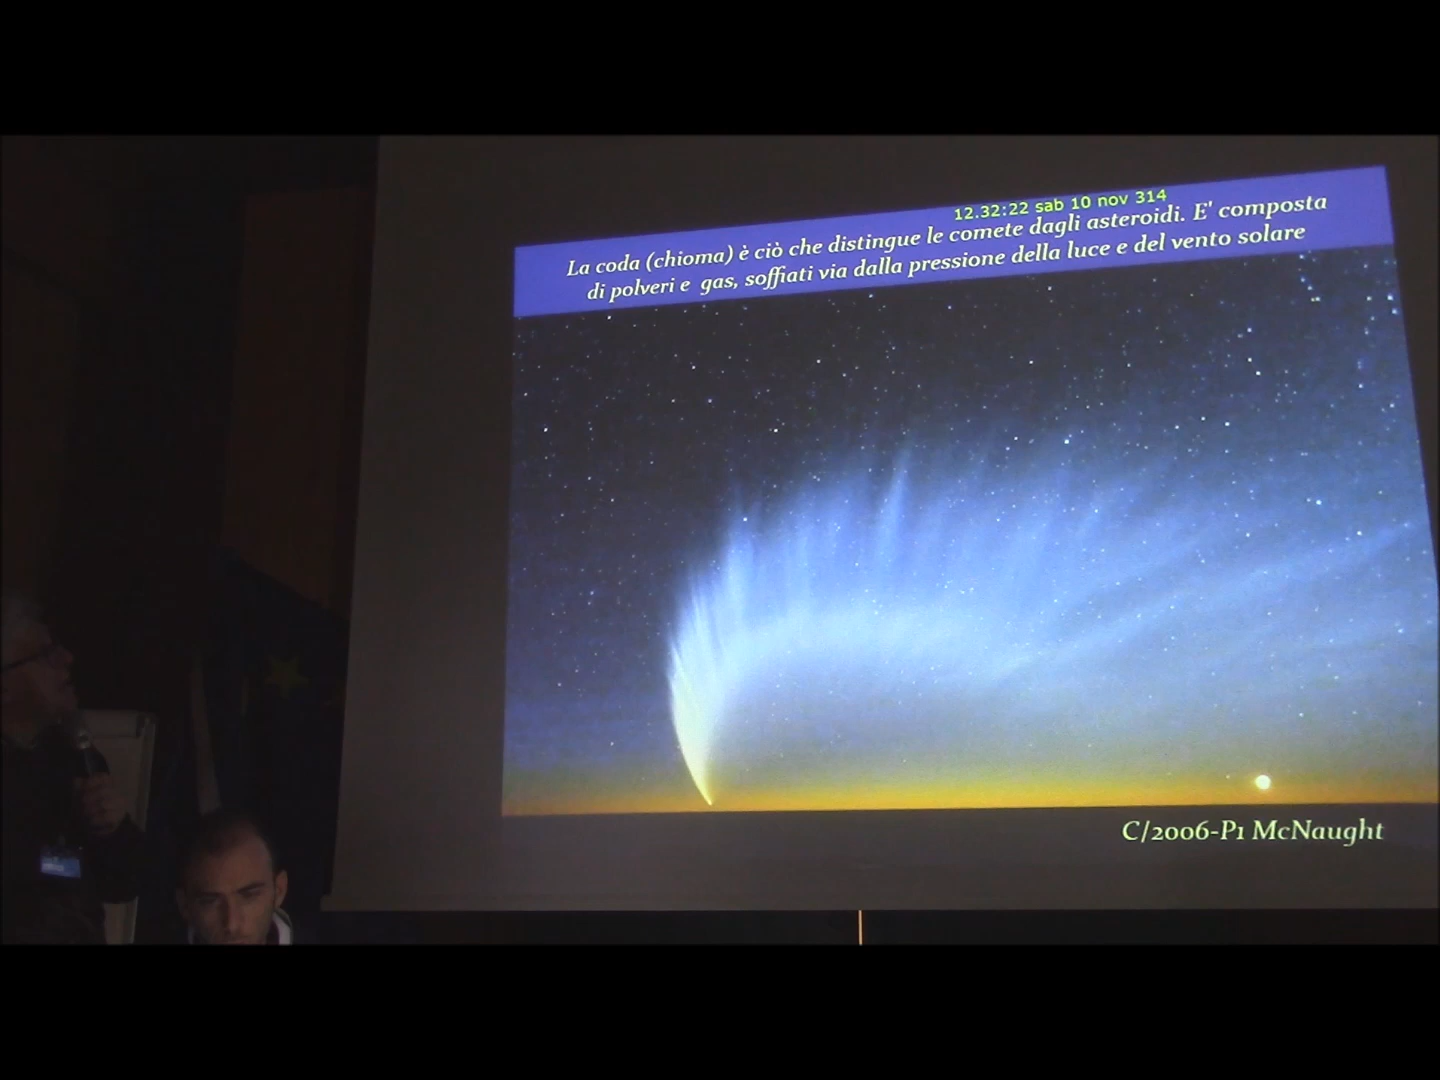 12.32:22 sab 10 nov 314
La coda (chioma) è ciò che distingue le comete dagli asteroidi. E' composta
di polveri e gas, soffiati via dalla pressione della luce e del vento solare
C/2006-P1 McNaught